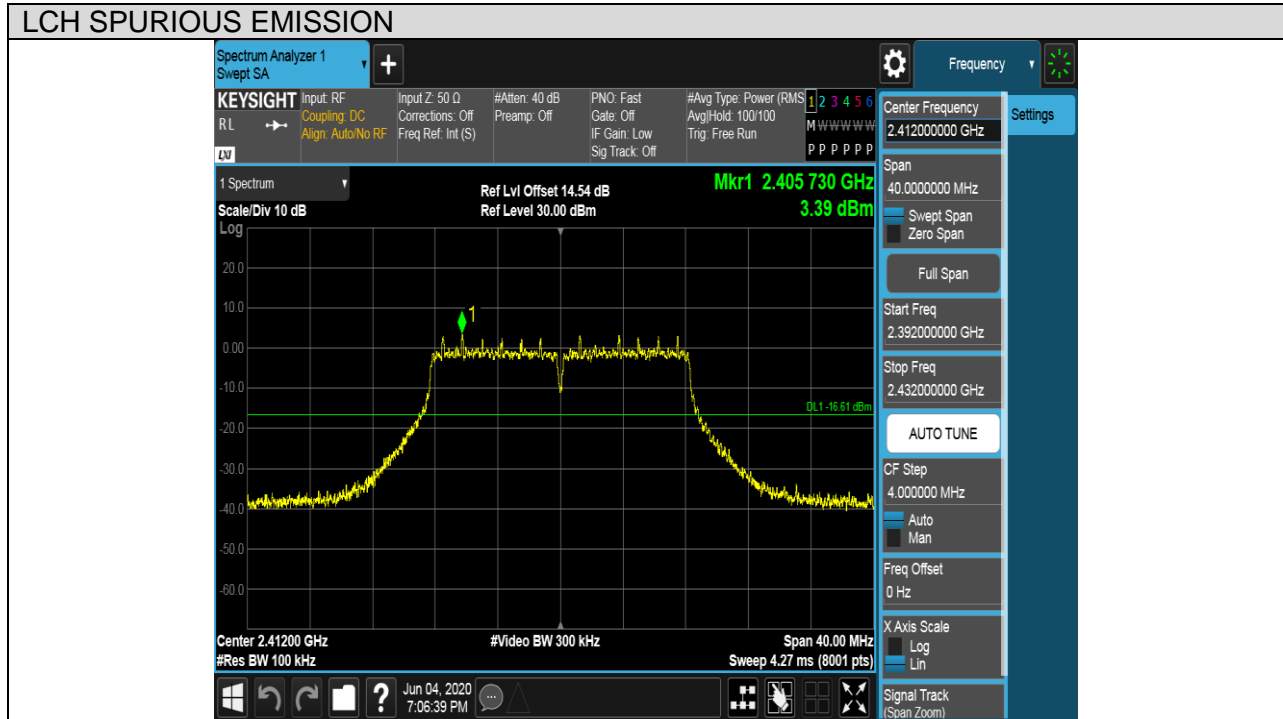 LCH SPURIOUS EMISSION
Spectrum Analyzer 1
Swept SA
+
Frequency
KEYSIGHT
RL
LXI
Input: RF
Coupling: DC
Align: Auto/No RF
Input Z: 50 Ω
Corrections: Off
Freq Ref: Int (S)
#Atten: 40 dB
Preamp: Off
PNO: Fast
Gate: Off
IF Gain: Low
Sig Track: Off
#Avg Type: Power (RMS
Avg|Hold: 100/100
Trig: Free Run
1 2 3 4 5 6
M W W W W W
P P P P P P
1 Spectrum
Scale/Div 10 dB
Log
Ref Lvl Offset 14.54 dB
Ref Level 30.00 dBm
Mkr1 2.405 730 GHz
3.39 dBm
20.0
10.0
0.00
-10.0
-20.0
-30.0
-40.0
-50.0
-60.0
1
DL1 -16.61 dBm
Center 2.41200 GHz
#Res BW 100 kHz
#Video BW 300 kHz
Span 40.00 MHz
Sweep 4.27 ms (8001 pts)
?
Jun 04, 2020
7:06:39 PM
Center Frequency
2.412000000 GHz
Settings
Span
40.0000000 MHz
Swept Span
Zero Span
Full Span
Start Freq
2.392000000 GHz
Stop Freq
2.432000000 GHz
AUTO TUNE
CF Step
4.000000 MHz
Auto
Man
Freq Offset
0 Hz
X Axis Scale
Log
Lin
Signal Track
(Span Zoom)